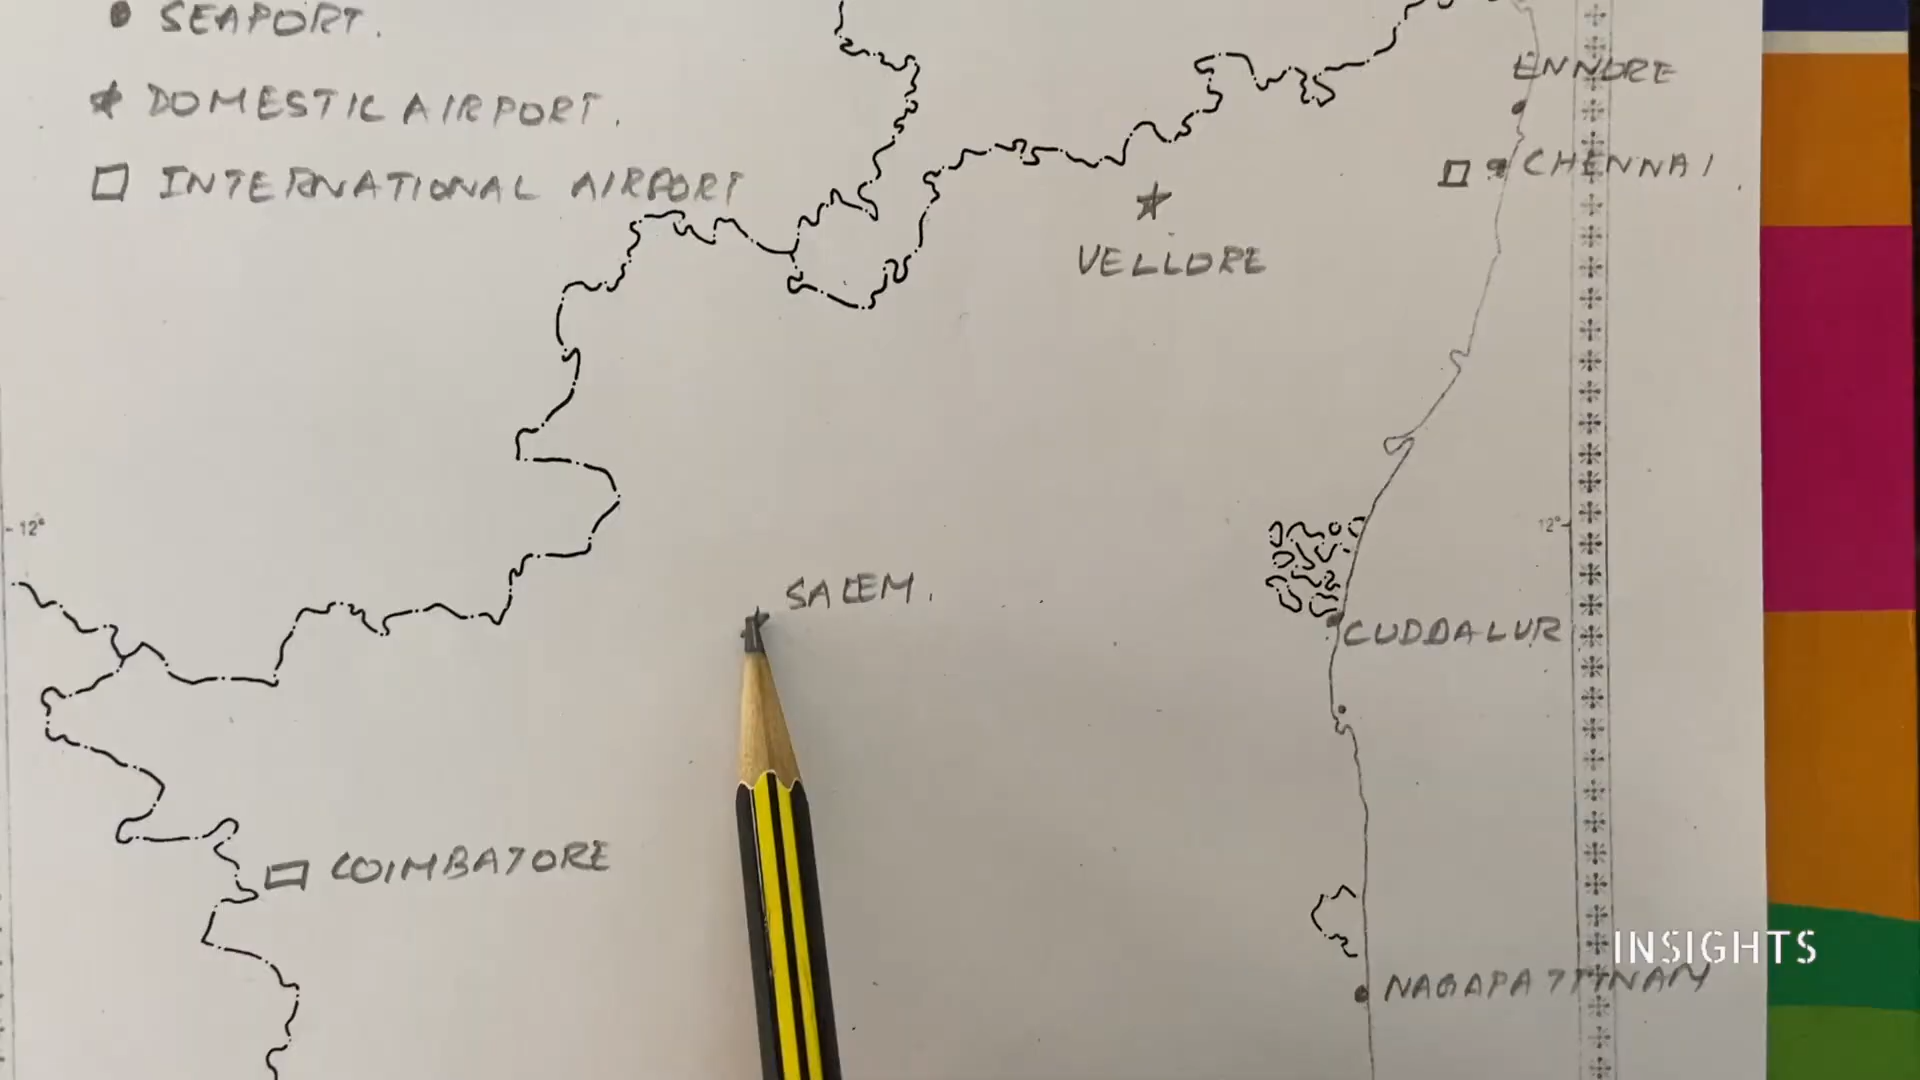 SEAPORT.
DOMESTIC AIRPORT.
INTERNATIONAL AIRPORT
ENNORE
CHENNAI
VELLORE
12°
12°
SALEM.
CUDDALUR
COIMBATORE
INSIGHTS
NAGAPATTINAM